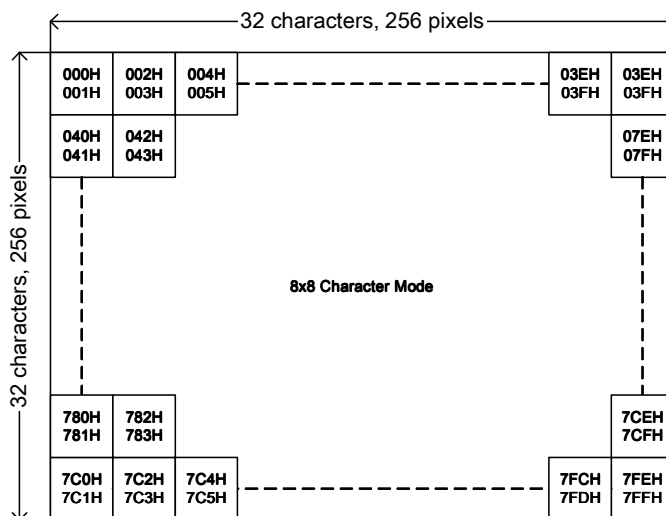 32 characters, 256 pixels
000H 002H 004H 03EH 03EH
001H 003H 005H 03FH 03FH
040H 042H 07EH
041H 043H 07FH
32 characters, 256 pixels
8x8 Character Mode
780H 782H 7CEH
781H 783H 7CFH
7C0H 7C2H 7C4H 7FCH 7FEH
7C1H 7C3H 7C5H 7FDH 7FFH